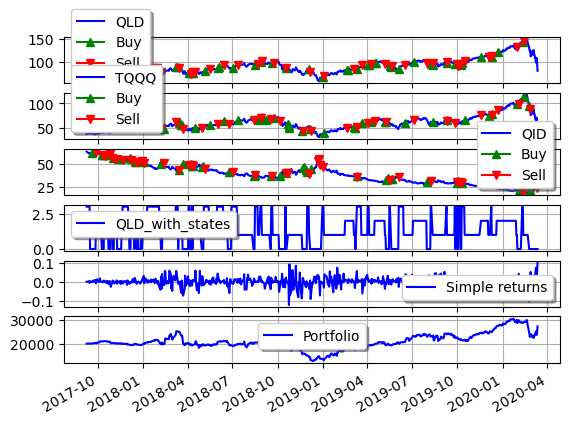 QLD
Buy
Sell
150
100
TQQQ
Buy
Sell
100
50
QID
Buy
Sell
50
25
QLD_with_states
2.5
0.0
Simple returns
0.1
0.0
−0.1
Portfolio
30000
20000
2017-10 2018-01 2018-04 2018-07 2018-10 2019-01 2019-04 2019-07 2019-10 2020-01 2020-04